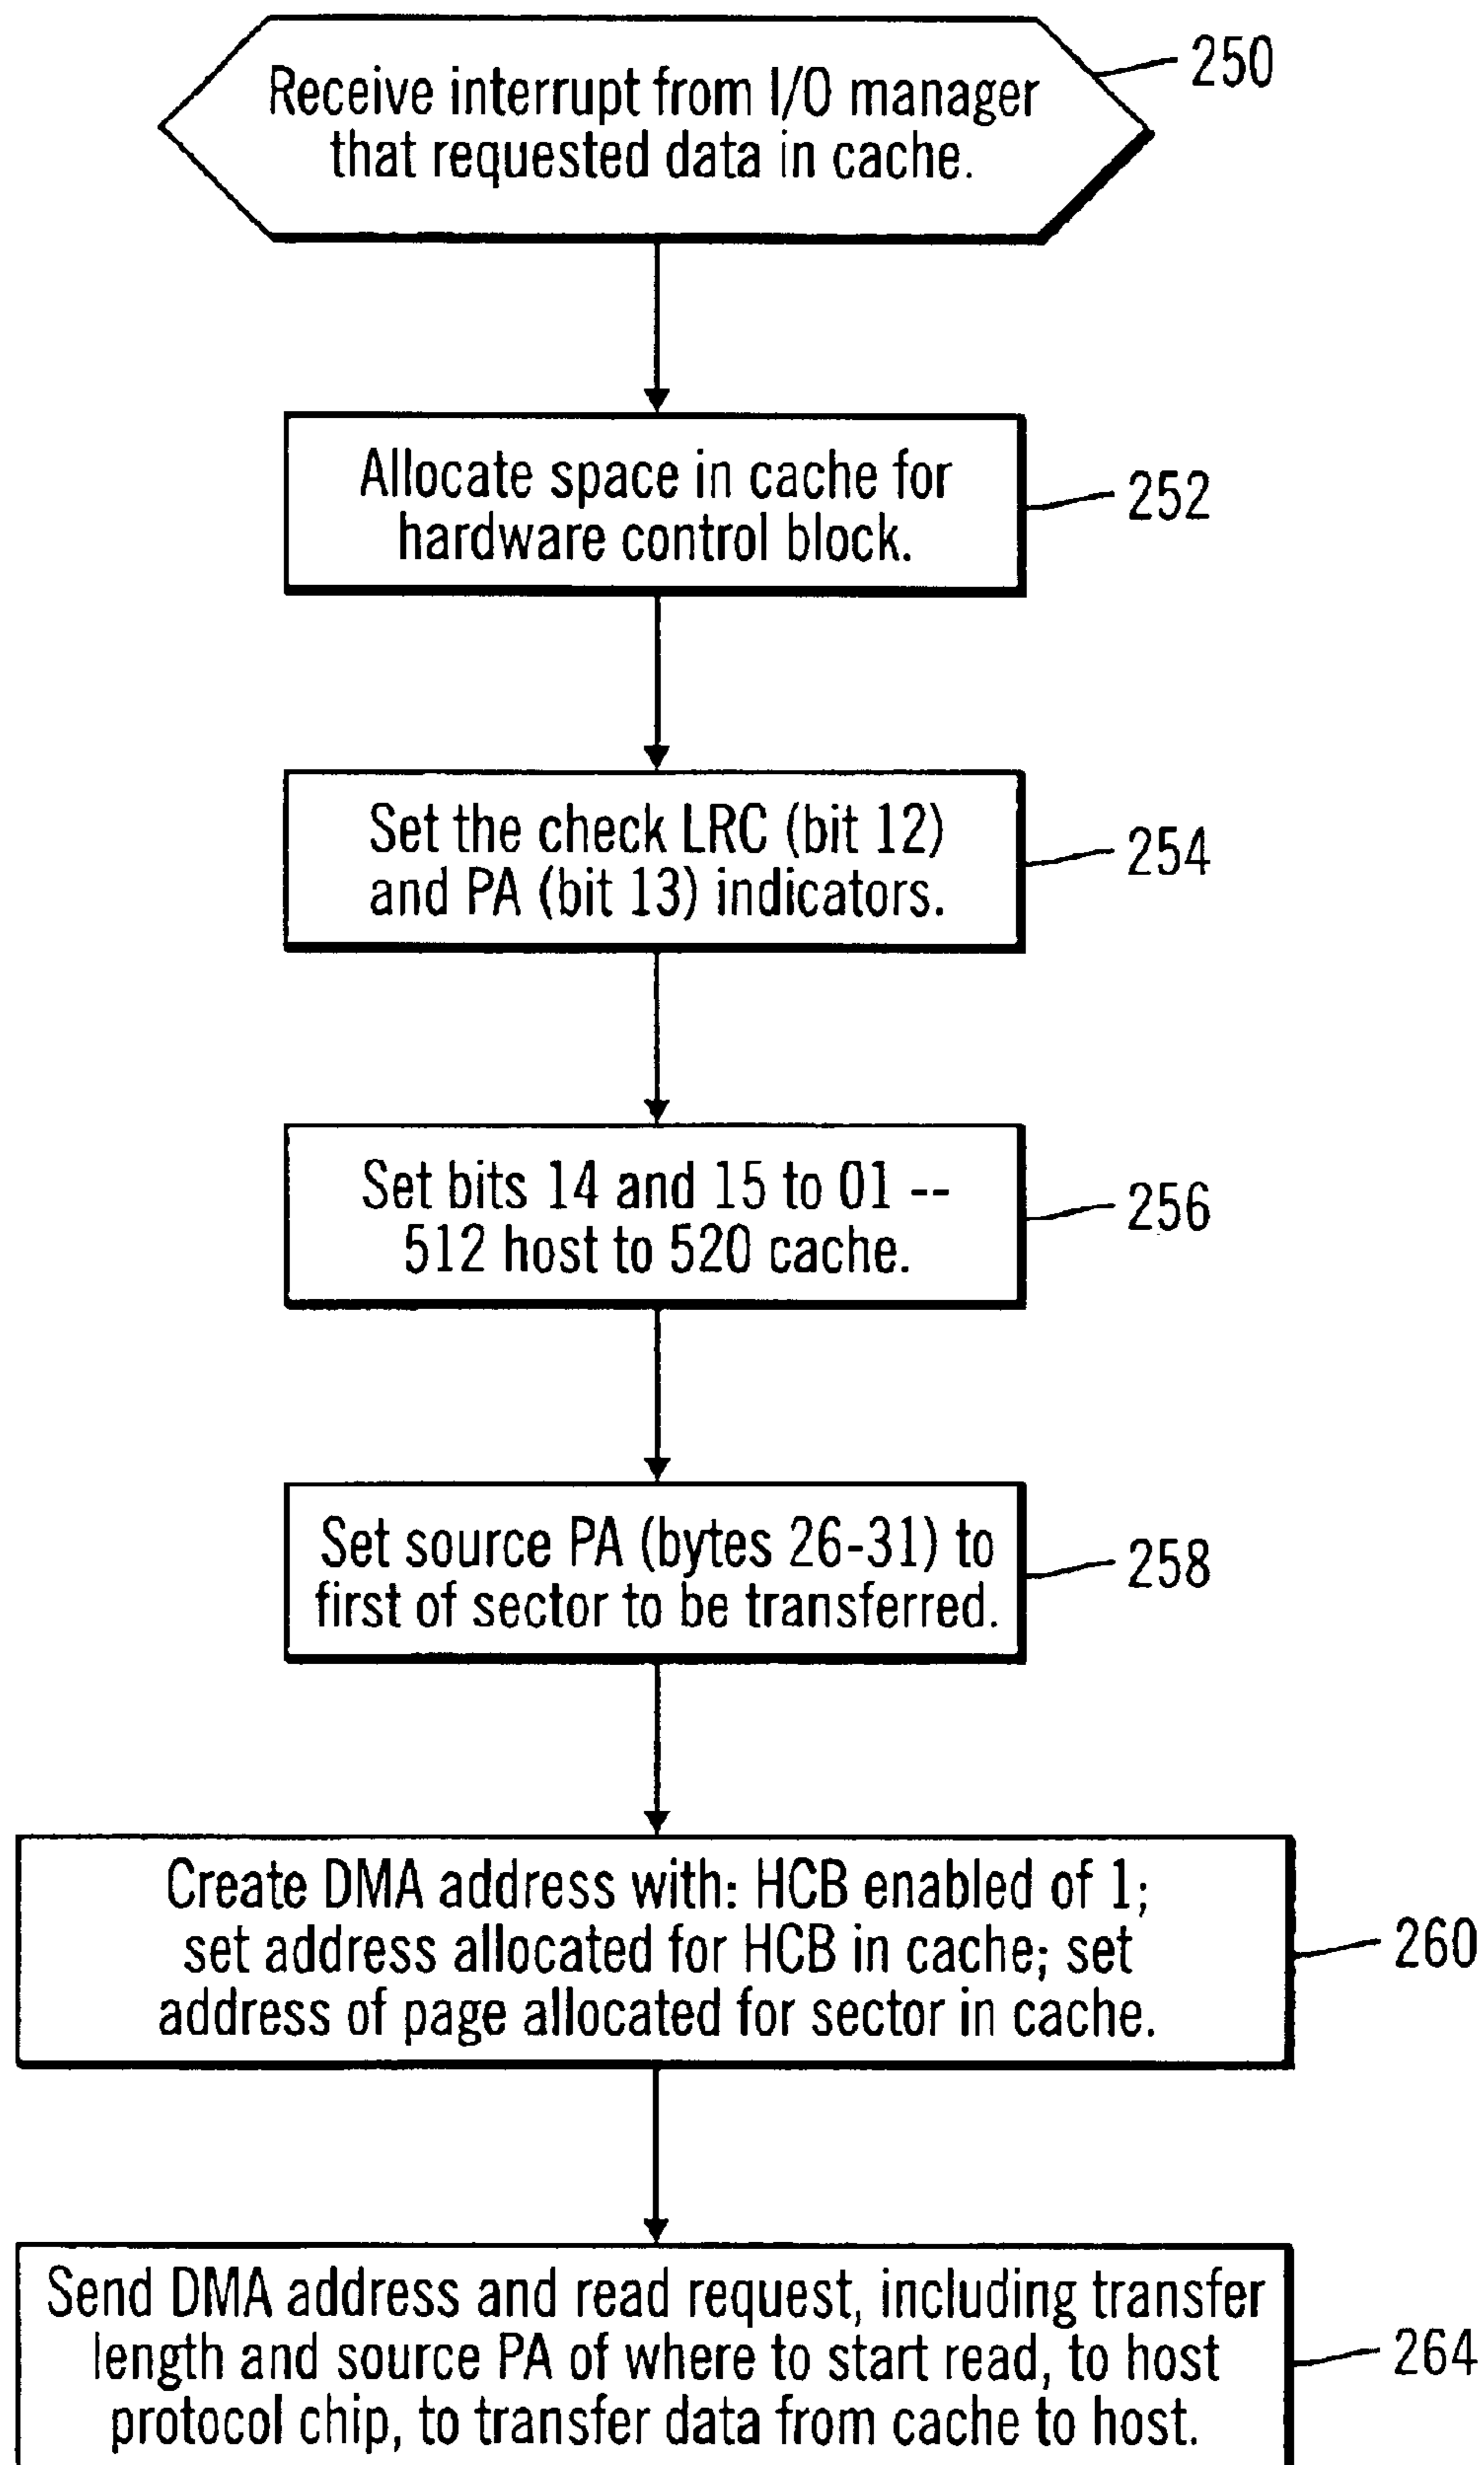 Receive interrupt from I/O manager
that requested data in cache.
250
Allocate space in cache for
hardware control block.
252
Set the check LRC (bit 12)
and PA (bit 13) indicators.
254
Set bits 14 and 15 to 01 --
512 host to 520 cache.
256
Set source PA (bytes 26-31) to
first of sector to be transferred.
258
Create DMA address with: HCB enabled of 1;
set address allocated for HCB in cache; set
address of page allocated for sector in cache.
260
Send DMA address and read request, including transfer
length and source PA of where to start read, to host
protocol chip, to transfer data from cache to host.
264